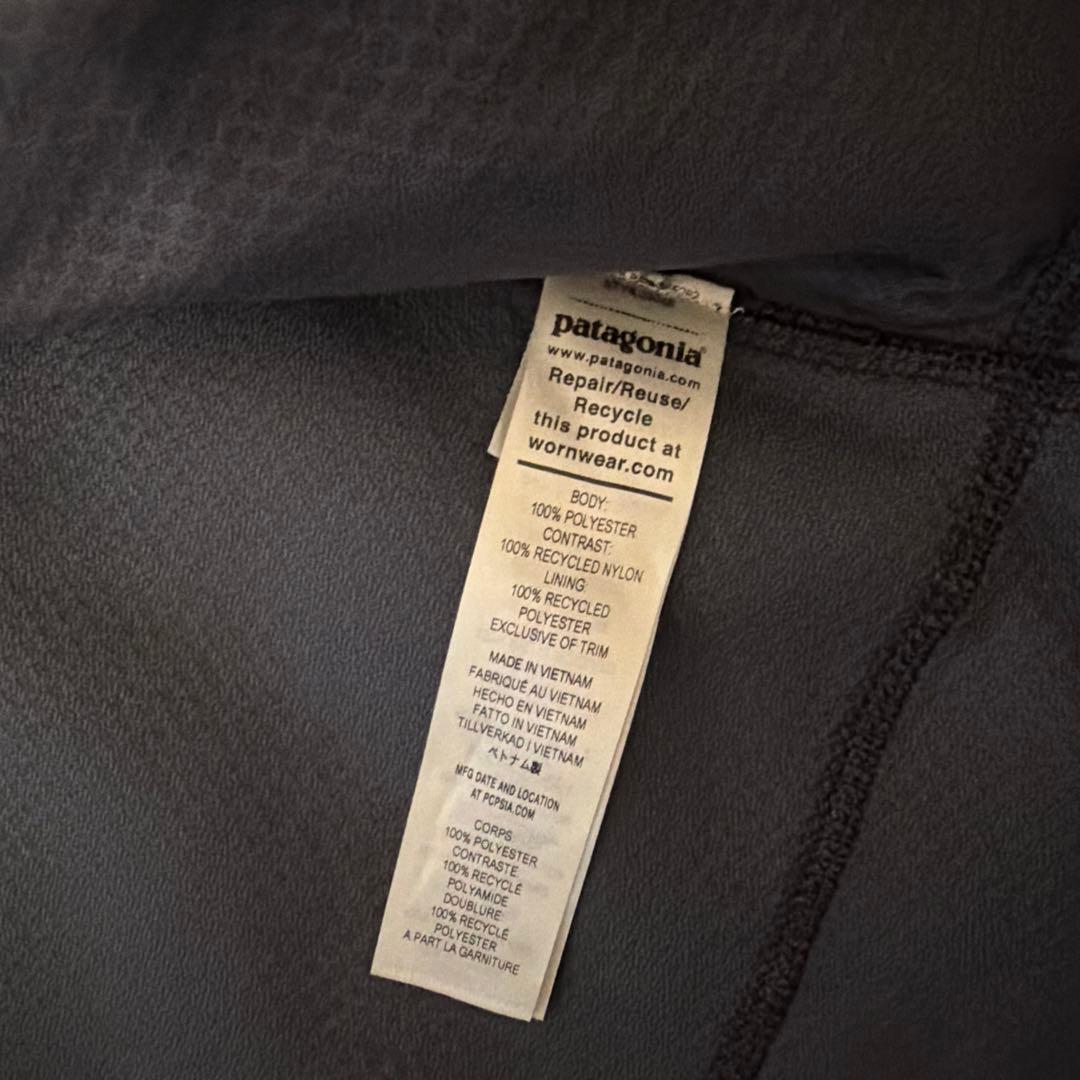 patagonia®
www.patagonia.com
Repair/Reuse/
Recycle
this product at
wornwear.com
BODY:
100% POLYESTER
CONTRAST:
100% RECYCLED NYLON
LINING:
100% RECYCLED
POLYESTER
EXCLUSIVE OF TRIM
MADE IN VIETNAM
FABRIQUÉ AU VIETNAM
HECHO EN VIETNAM
FATTO IN VIETNAM
TILLVERKAD I VIETNAM
ベトナム製
MFG DATE AND LOCATION
AT PCPSIA.COM
CORPS:
100% POLYESTER
CONTRASTE:
100% RECYCLÉ
POLYAMIDE
DOUBLURE:
100% RECYCLÉ
POLYESTER
A PART LA GARNITURE